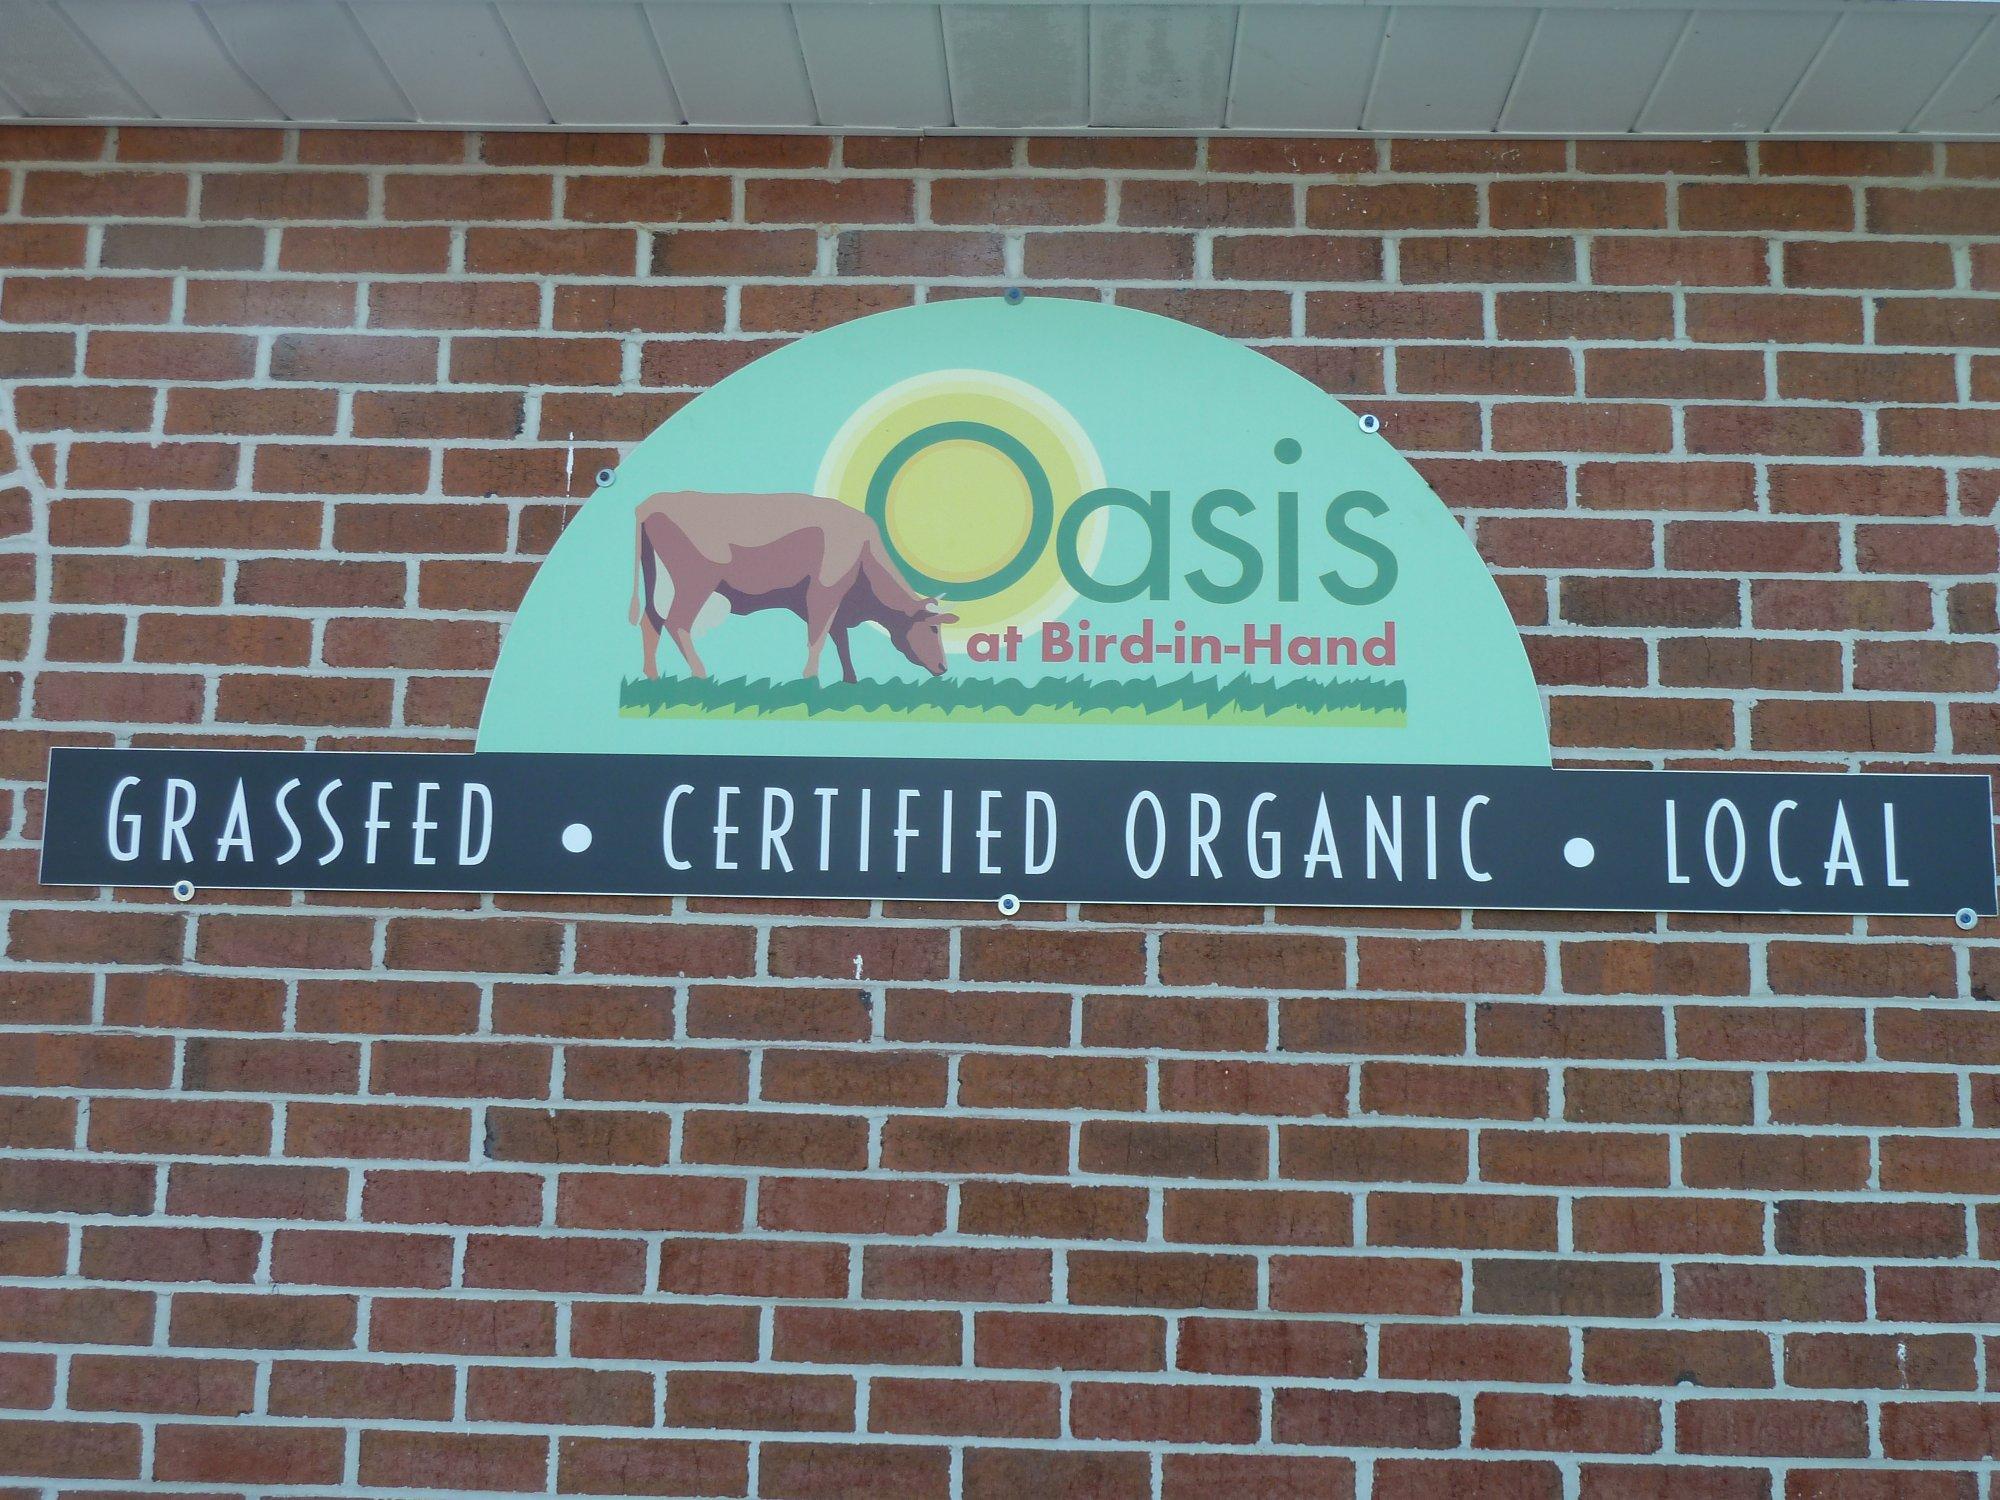 Oasis
at Bird-in-Hand
GRASSFED • CERTIFIED ORGANIC • LOCAL